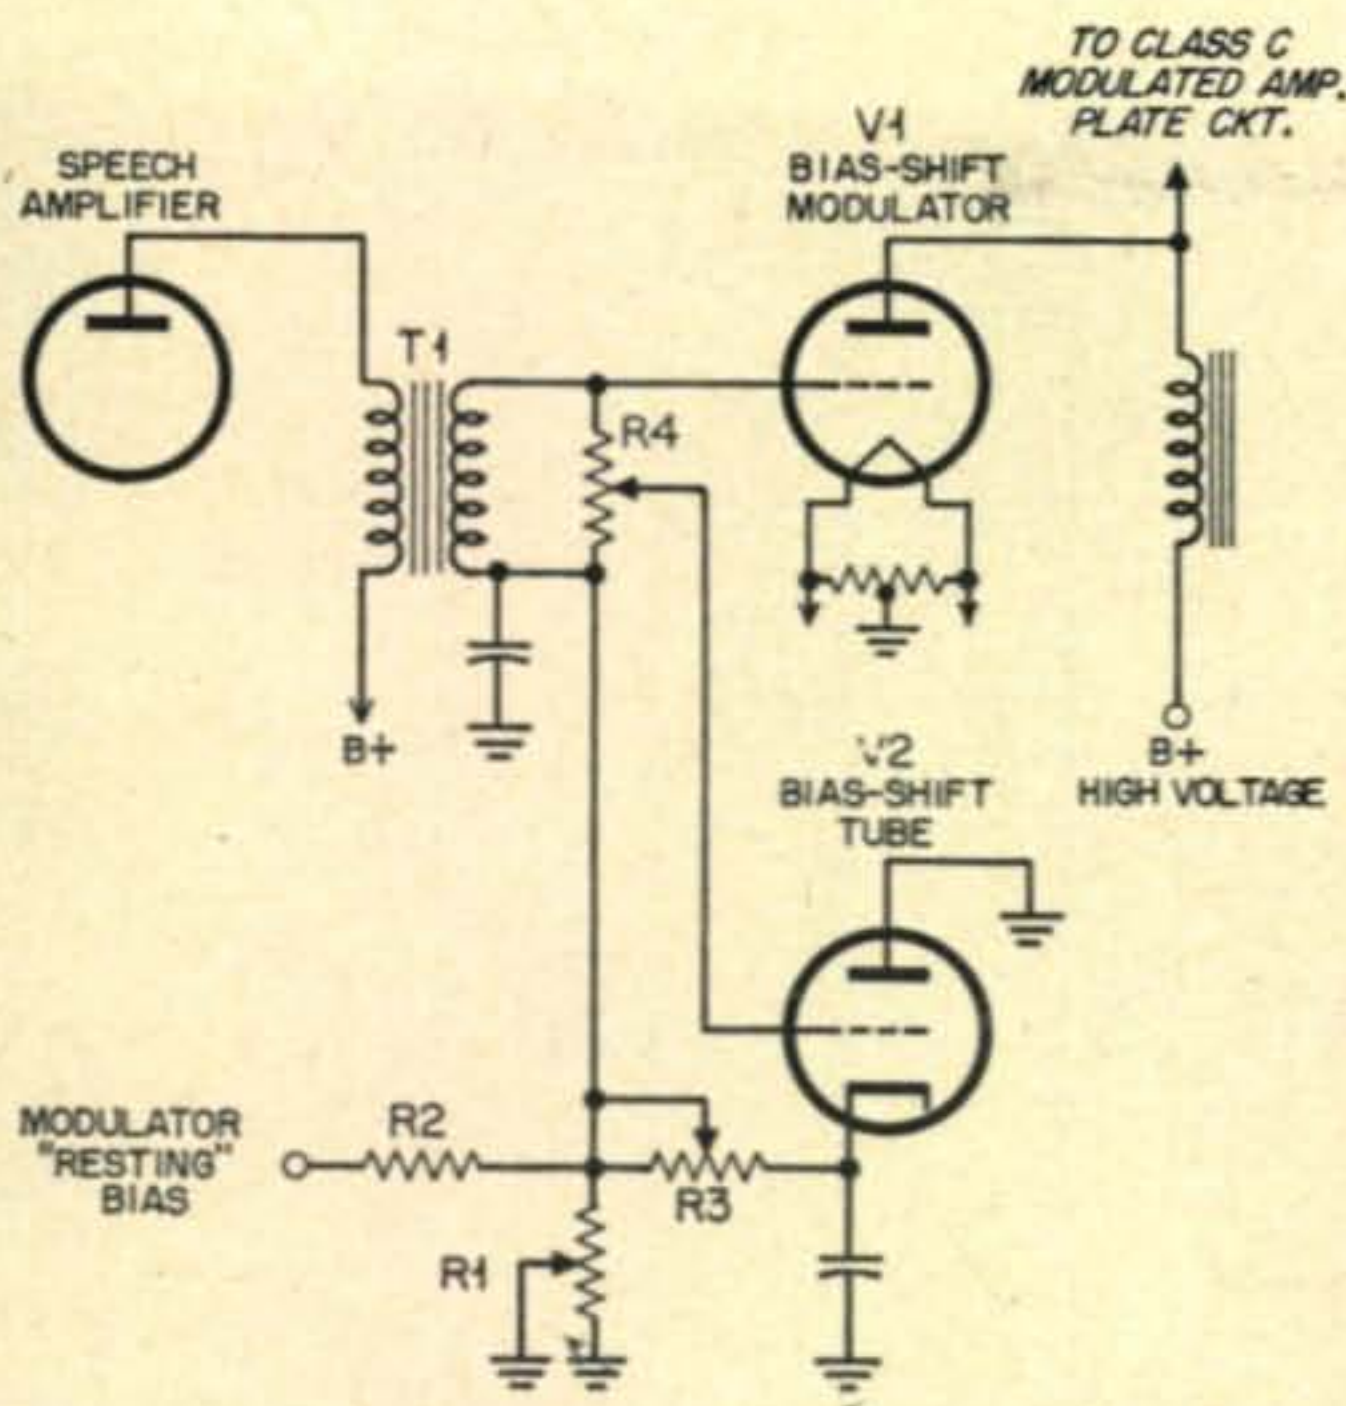 TO CLASS C
MODULATED AMP.
PLATE CKT.
V1
BIAS-SHIFT
MODULATOR
SPEECH
AMPLIFIER
T1
R4
B+
B+
HIGH VOLTAGE
V2
BIAS-SHIFT
TUBE
MODULATOR
"RESTING"
BIAS
R2
R3
R1